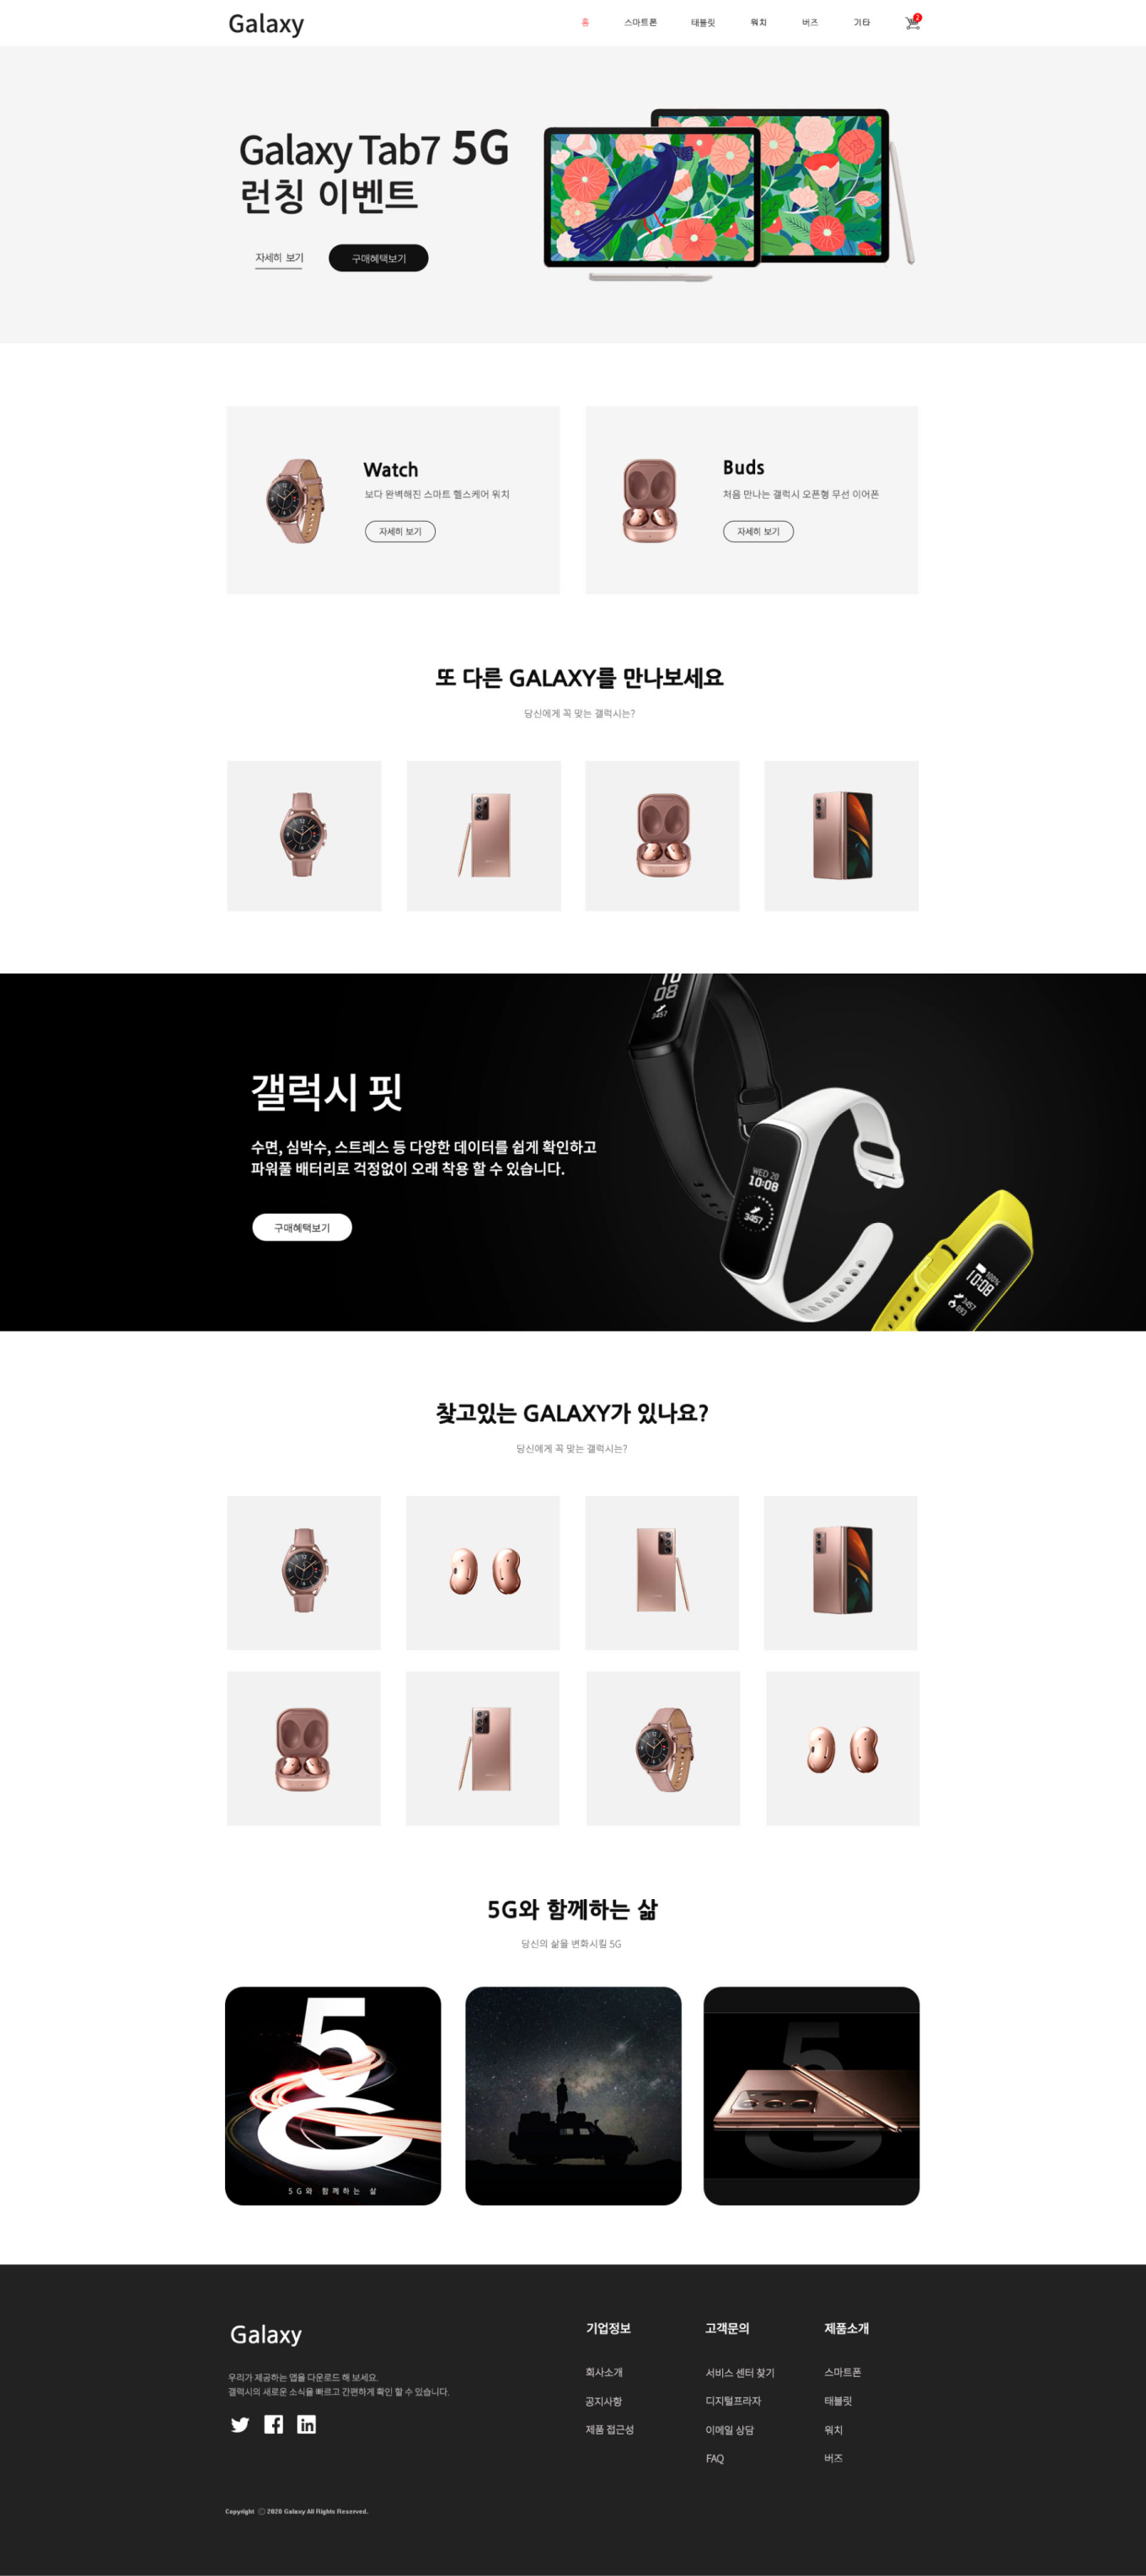 Galaxy
홈 스마트폰 태블릿 워치 버즈 기타
2
Galaxy Tab7 5G
런칭 이벤트
자세히 보기 구매혜택보기
Watch
보다 완벽해진 스마트 헬스케어 워치
자세히 보기
Buds
처음 만나는 갤럭시 오픈형 무선 이어폰
자세히 보기
또 다른 GALAXY를 만나보세요
당신에게 꼭 맞는 갤럭시는?
갤럭시 핏
수면, 심박수, 스트레스 등 다양한 데이터를 쉽게 확인하고
파워풀 배터리로 걱정없이 오래 착용 할 수 있습니다.
구매혜택보기
10
08
3457
WED 20
10:08
3457
100%
10:08
3457
093
찾고있는 GALAXY가 있나요?
당신에게 꼭 맞는 갤럭시는?
5G와 함께하는 삶
당신의 삶을 변화시킬 5G
5G
5G와 함께하는 삶
5G
Galaxy
우리가 제공하는 앱을 다운로드 해 보세요.
갤럭시의 새로운 소식을 빠르고 간편하게 확인 할 수 있습니다.
기업정보
회사소개
공지사항
제품 접근성
고객문의
서비스 센터 찾기
디지털프라자
이메일 상담
FAQ
제품소개
스마트폰
태블릿
워치
버즈
Copyright ⓒ 2020 Galaxy All Rights Reserved.